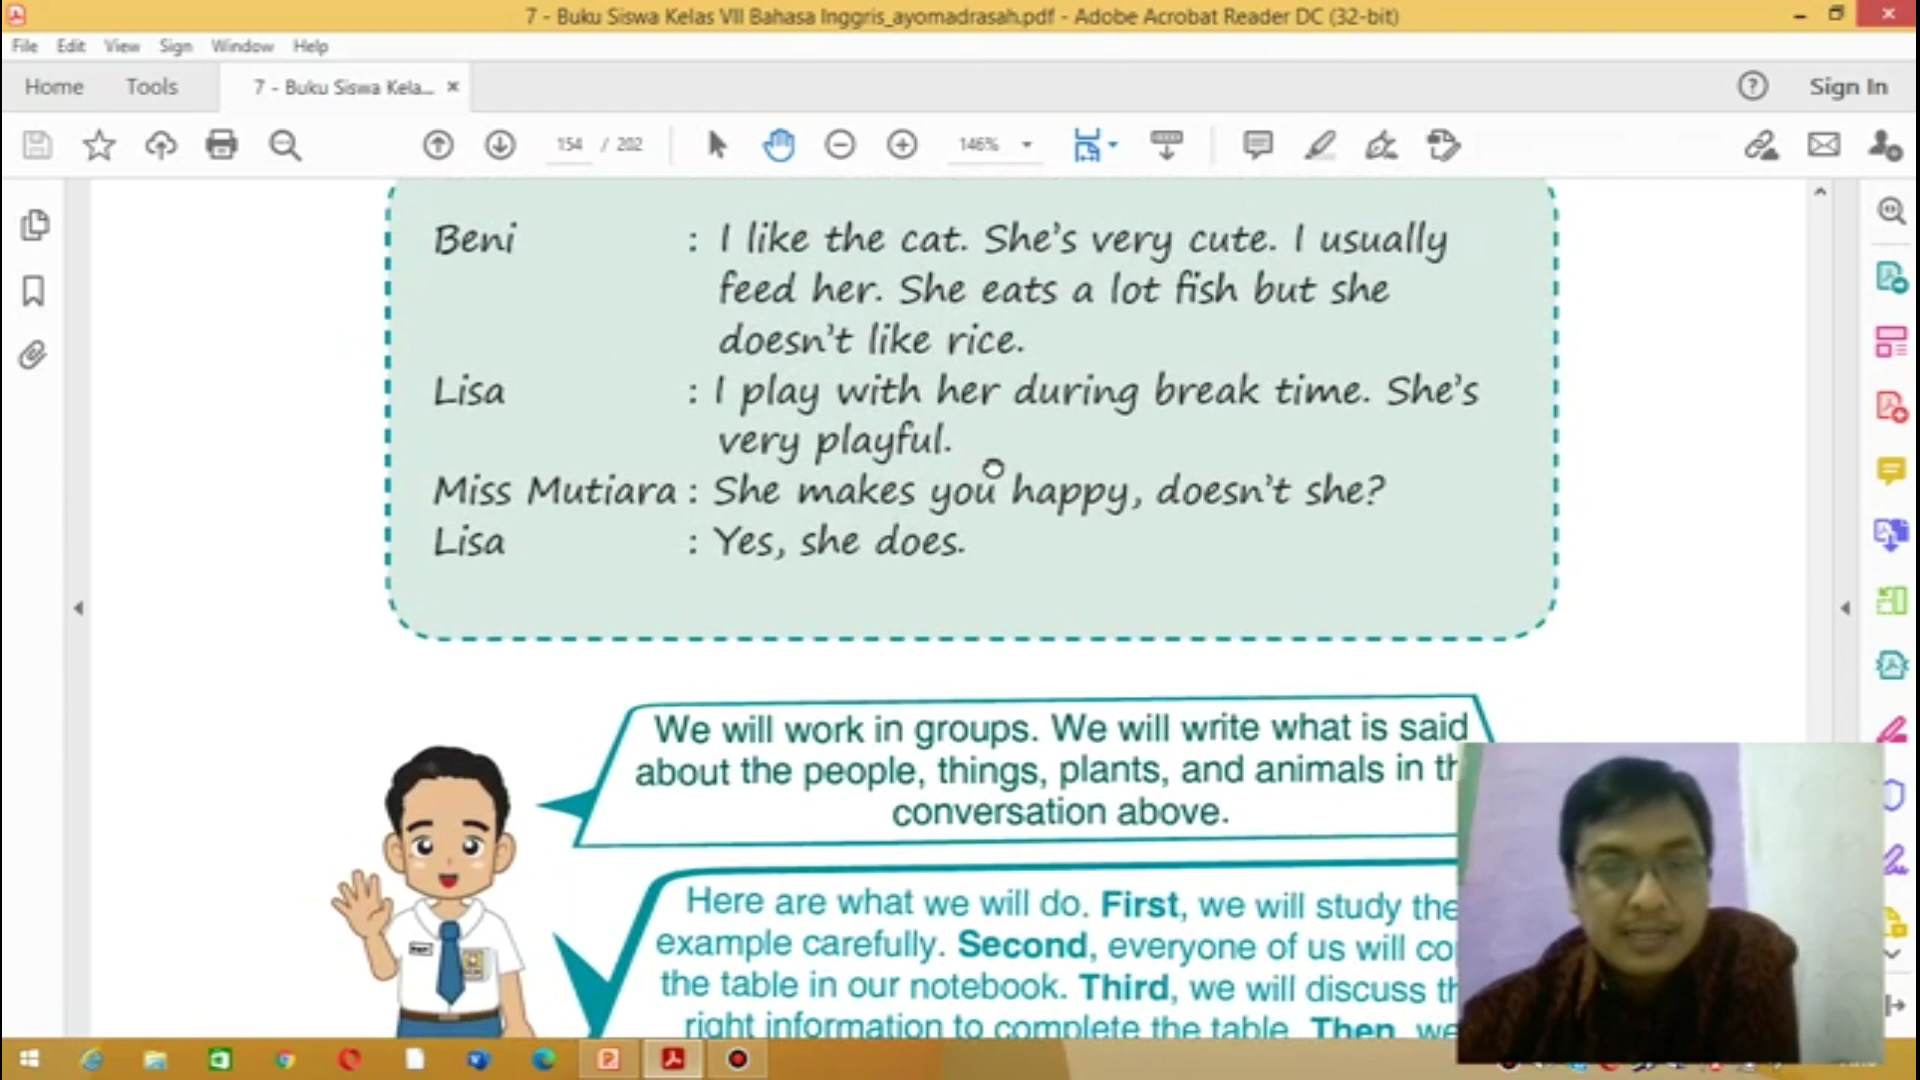 7 - Buku Siswa Kelas VII Bahasa Inggris_ayomadrasah.pdf - Adobe Acrobat Reader DC (32-bit)
File Edit View Sign Window Help
Home Tools 7 - Buku Siswa Kela... Sign In
154 / 202 146%
Beni : I like the cat. She's very cute. I usually
feed her. She eats a lot fish but she
doesn't like rice.
Lisa : I play with her during break time. She's
very playful.
Miss Mutiara : She makes you happy, doesn't she?
Lisa : Yes, she does.
We will work in groups. We will write what is said
about the people, things, plants, and animals in th
conversation above.
Here are what we will do. First, we will study the
example carefully. Second, everyone of us will co
the table in our notebook. Third, we will discuss th
right information to complete the table. Then, we